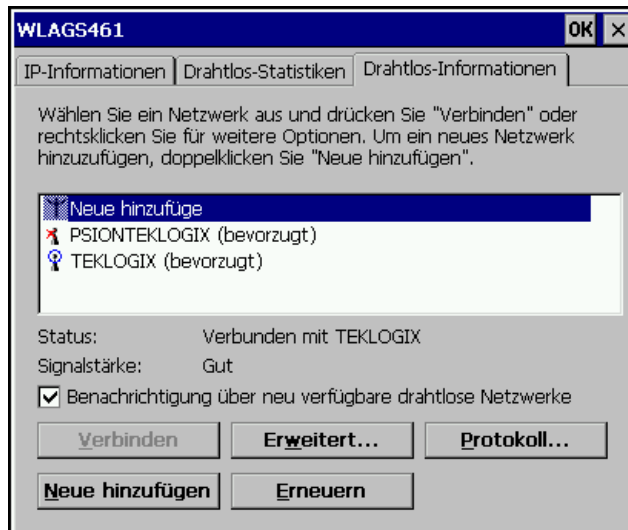 WLAGS461 OK ×
IP-Informationen Drahtlos-Statistiken Drahtlos-Informationen
Wählen Sie ein Netzwerk aus und drücken Sie "Verbinden" oder
rechtsklicken Sie für weitere Optionen. Um ein neues Netzwerk
hinzuzufügen, doppelklicken Sie "Neue hinzufügen".
Neue hinzufüge
PSIONTEKLOGIX (bevorzugt)
TEKLOGIX (bevorzugt)
Status: Verbunden mit TEKLOGIX
Signalstärke: Gut
Benachrichtigung über neu verfügbare drahtlose Netzwerke
Verbinden Erweitert... Protokoll...
Neue hinzufügen Erneuern